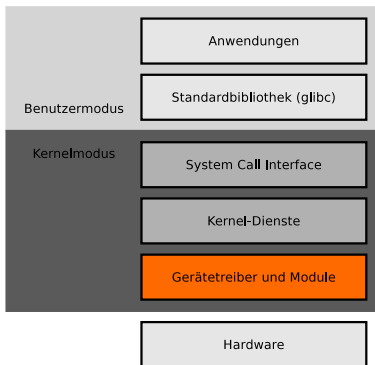 Anwendungen
Standardbibliothek (glibc)
Benutzermodus
Kernelmodus
System Call Interface
Kernel-Dienste
Gerätetreiber und Module
Hardware